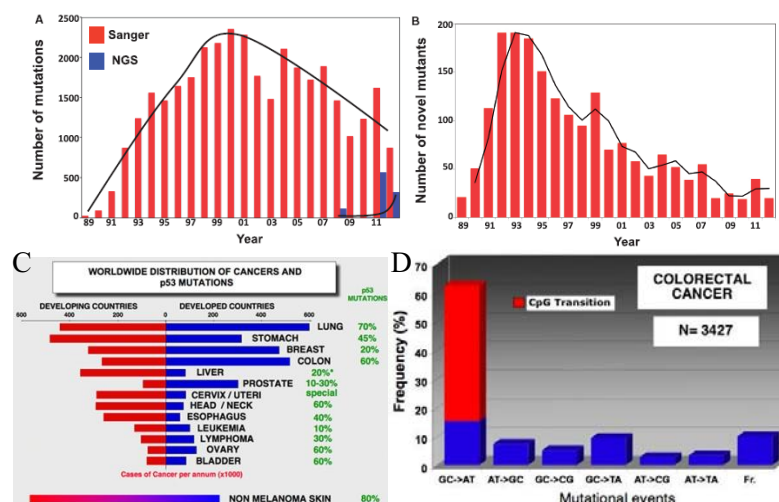 A
Sanger
NGS
Number of mutations
2500
2000
1500
1000
500
0
89 91 93 95 97 99 01 03 05 07 09 11
Year
B
Number of novel mutants
200
150
100
50
0
89 91 93 95 97 99 01 03 05 07 09 11
Year
C
WORLDWIDE DISTRIBUTION OF CANCERS AND
p53 MUTATIONS
p53
MUTATIONS
DEVELOPING COUNTRIES DEVELOPED COUNTRIES
600 400 200 0 200 400 600
LUNG 70%
STOMACH 45%
BREAST 20%
COLON 60%
LIVER 20%*
PROSTATE 10-30%
CERVIX / UTERI special
HEAD / NECK 60%
ESOPHAGUS 40%
LEUKEMIA 10%
LYMPHOMA 30%
OVARY 60%
BLADDER 60%
Cases of Cancer per annum (x1000)
NON MELANOMA SKIN 80%
D
COLORECTAL
CANCER
N= 3427
CpG Transition
Frequency (%)
70
60
50
40
30
20
10
0
GC->AT AT->GC GC->CG GC->TA AT->CG AT->TA Fr.
Mutational events